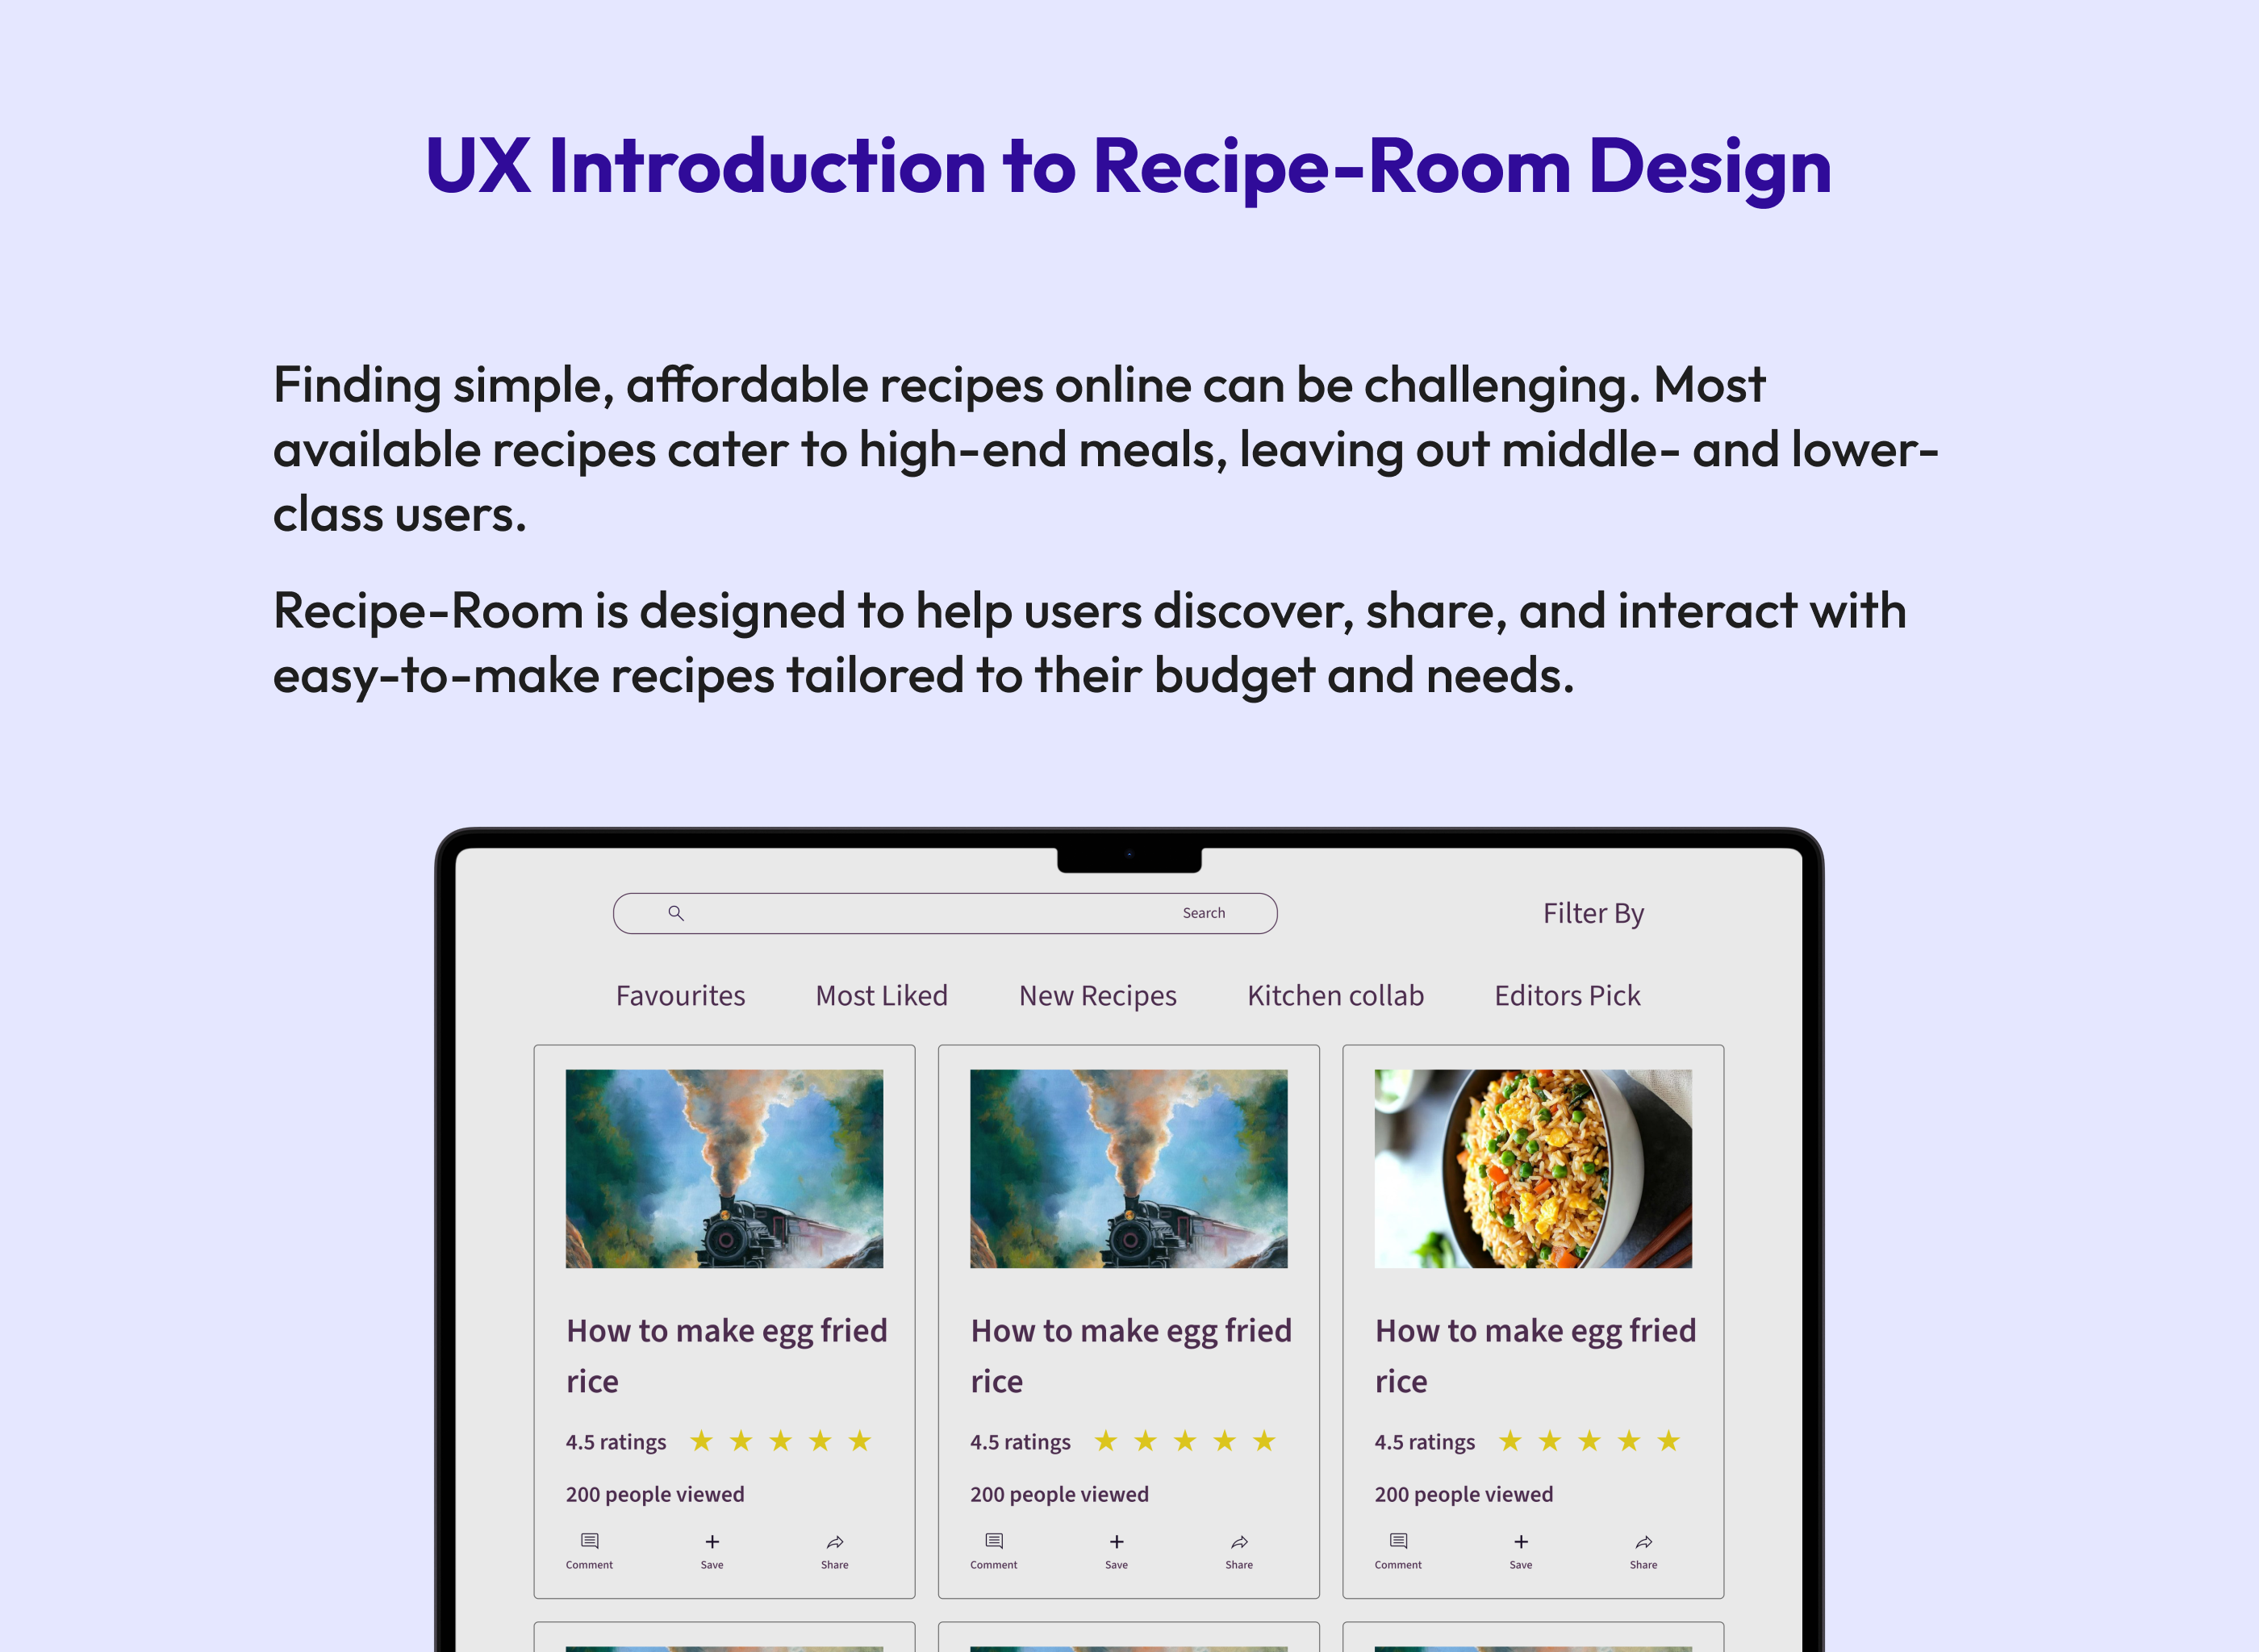 UX Introduction to Recipe-Room Design
Finding simple, affordable recipes online can be challenging. Most
available recipes cater to high-end meals, leaving out middle- and lower-
class users.
Recipe-Room is designed to help users discover, share, and interact with
easy-to-make recipes tailored to their budget and needs.
Search
Filter By
Favourites
Most Liked
New Recipes
Kitchen collab
Editors Pick
How to make egg fried
rice
4.5 ratings
200 people viewed
Comment
Save
Share
How to make egg fried
rice
4.5 ratings
200 people viewed
Comment
Save
Share
How to make egg fried
rice
4.5 ratings
200 people viewed
Comment
Save
Share